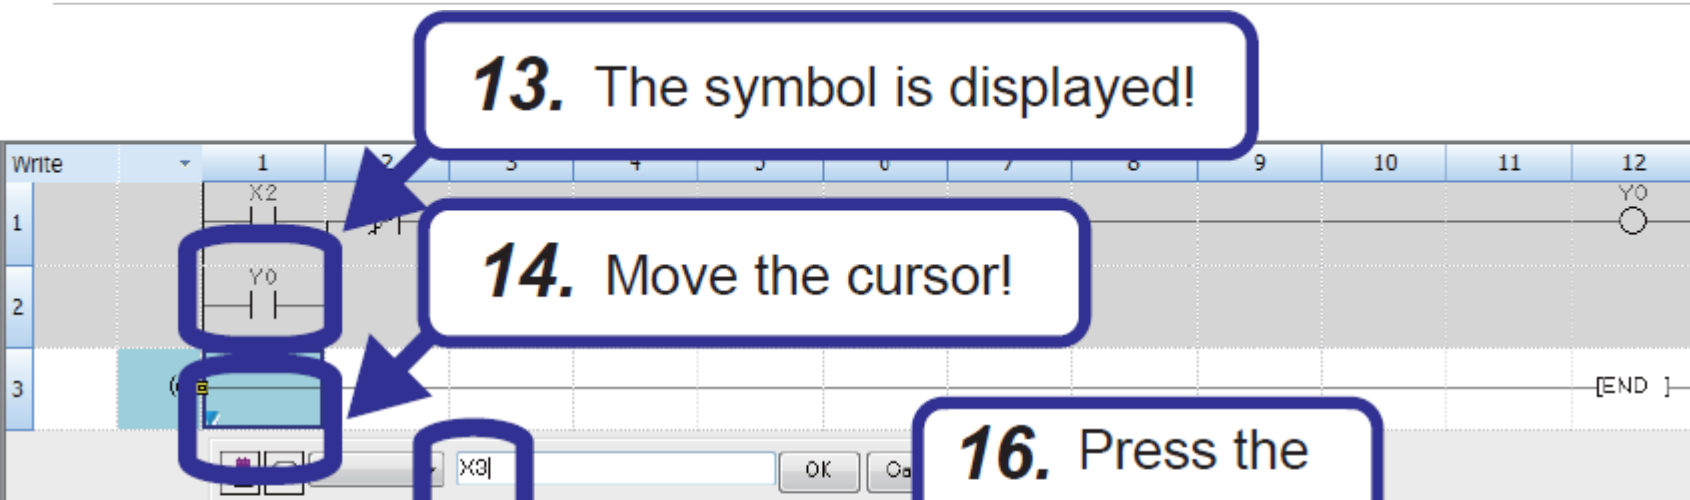 13. The symbol is displayed!
Write 1 2 3 4 5 6 7 8 9 10 11 12
X2 Y0
1
14. Move the cursor!
Y0
2
3 [END ]
16. Press the
X3 OK